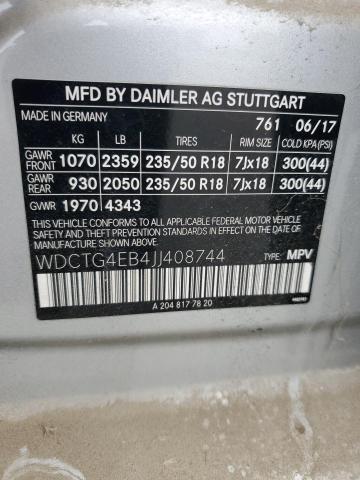 MFD BY DAIMLER AG STUTTGART
MADE IN GERMANY 761 06/17
KG LB TIRES RIM SIZE COLD KPA (PSI)
GAWR FRONT 1070 2359 235/50 R18 7Jx18 300(44)
GAWR REAR 930 2050 235/50 R18 7Jx18 300(44)
GVWR 1970 4343
THIS VEHICLE CONFORMS TO ALL APPLICABLE FEDERAL MOTOR VEHICLE
SAFETY AND THEFT PREVENTION STANDARDS IN EFFECT ON THE DATE OF
MANUFACTURE SHOWN ABOVE.
WDCTG4EB4JJ408744
TYPE: MPV
A 204 817 78 20